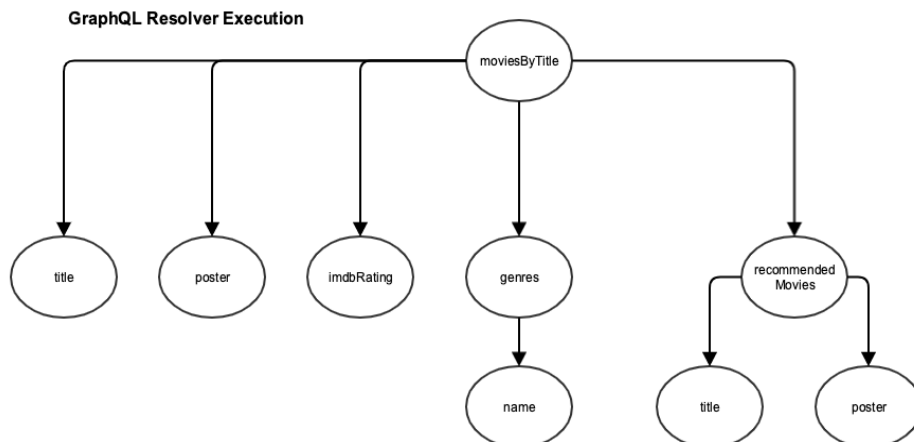 GraphQL Resolver Execution
moviesByTitle
title
poster
imdbRating
genres
recommended
Movies
name
title
poster